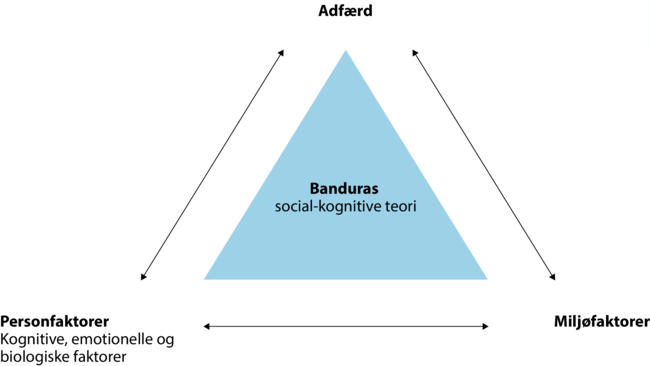 Adfærd
Banduras
social-kognitive teori
Personfaktorer
Kognitive, emotionelle og
biologiske faktorer
Miljøfaktorer